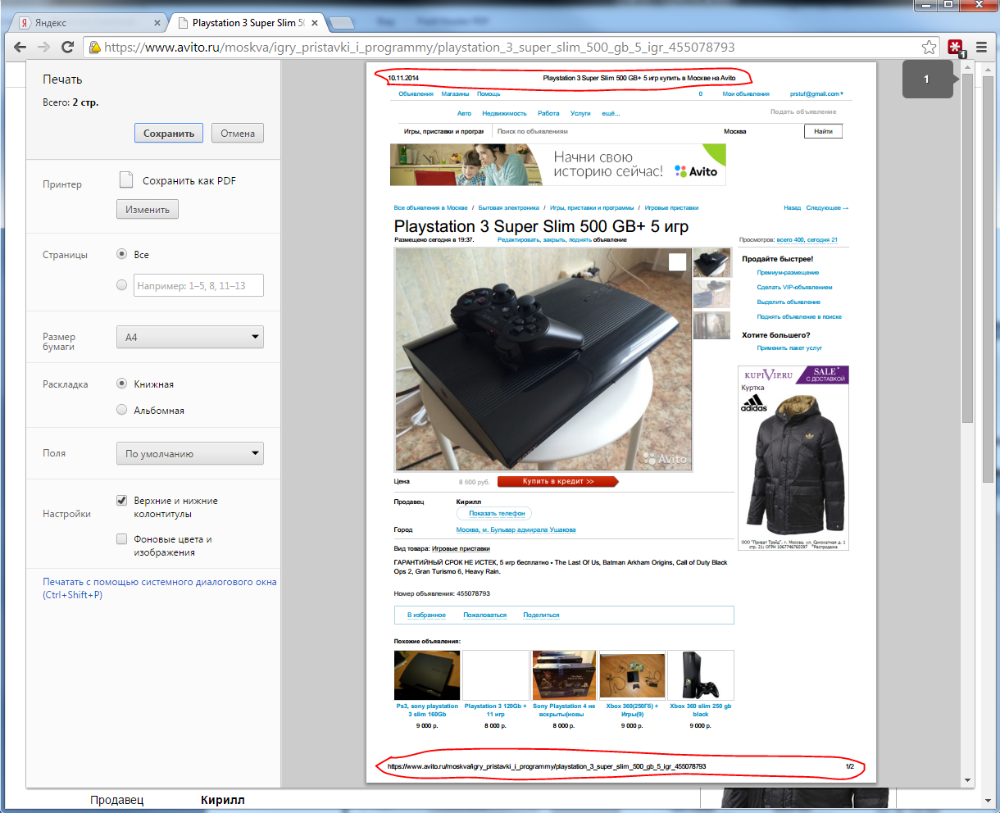 Яндекс
Playstation 3 Super Slim 50
https://www.avito.ru/moskva/igry_pristavki_i_programmy/playstation_3_super_slim_500_gb_5_igr_455078793
1
Печать
Всего: 2 стр.
Сохранить
Отмена
Принтер
Сохранить как PDF
Изменить
Страницы
Все
Например: 1–5, 8, 11–13
Размер бумаги
A4
Раскладка
Книжная
Альбомная
Поля
По умолчанию
Настройки
Верхние и нижние
колонтитулы
Фоновые цвета и
изображения
Печатать с помощью системного диалогового окна
(Ctrl+Shift+P)
1
10.11.2014 Playstation 3 Super Slim 500 GB+ 5 игр купить в Москве на Avito
Объявления Магазины Помощь 0 Мои объявления prstuf@gmail.com
Авто Недвижимость Работа Услуги ещё... Подать объявление
Игры, приставки и програм Поиск по объявлениям Москва Найти
Начни свою
историю сейчас!
Avito
Все объявления в Москве / Бытовая электроника / Игры, приставки и программы / Игровые приставки Назад Следующее →
Playstation 3 Super Slim 500 GB+ 5 игр
Размещено сегодня в 19:37. Редактировать, закрыть, поднять объявление
Просмотров: всего 400, сегодня 21
Продайте быстрее!
Премиум-размещение
Сделать VIP-объявлением
Выделить объявление
Поднять объявление в поиске
Хотите большего?
Применить пакет услуг
KUPIVIP.RU SALE*
С ДОСТАВКОЙ
Куртка
adidas
ООО "Приват Трэйд", г. Москва, ул. Самокатная д. 1
стр. 21; ОГРН 1067746760397 *Распродажа
Avito
Цена 8 600 руб. Купить в кредит >>
Продавец Кирилл
Показать телефон
Город Москва, м. Бульвар адмирала Ушакова
Вид товара: Игровые приставки
ГАРАНТИЙНЫЙ СРОК НЕ ИСТЕК, 5 игр бесплатно • The Last Of Us, Batman Arkham Origins, Call of Duty Black
Ops 2, Gran Turismo 6, Heavy Rain.
Номер объявления: 455078793
В избранное Пожаловаться Поделиться
Похожие объявления:
Ps3, sony playstation
3 slim 160Gb
9 000 р.
Playstation 3 120Gb +
11 игр
8 000 р.
Sony Playstation 4 не
вскрыты(новы
8 000 р.
Xbox 360(250Гб) +
Игры(9)
9 000 р.
Xbox 360 slim 250 gb
black
9 000 р.
https://www.avito.ru/moskva/igry_pristavki_i_programmy/playstation_3_super_slim_500_gb_5_igr_455078793 1/2
Продавец Кирилл